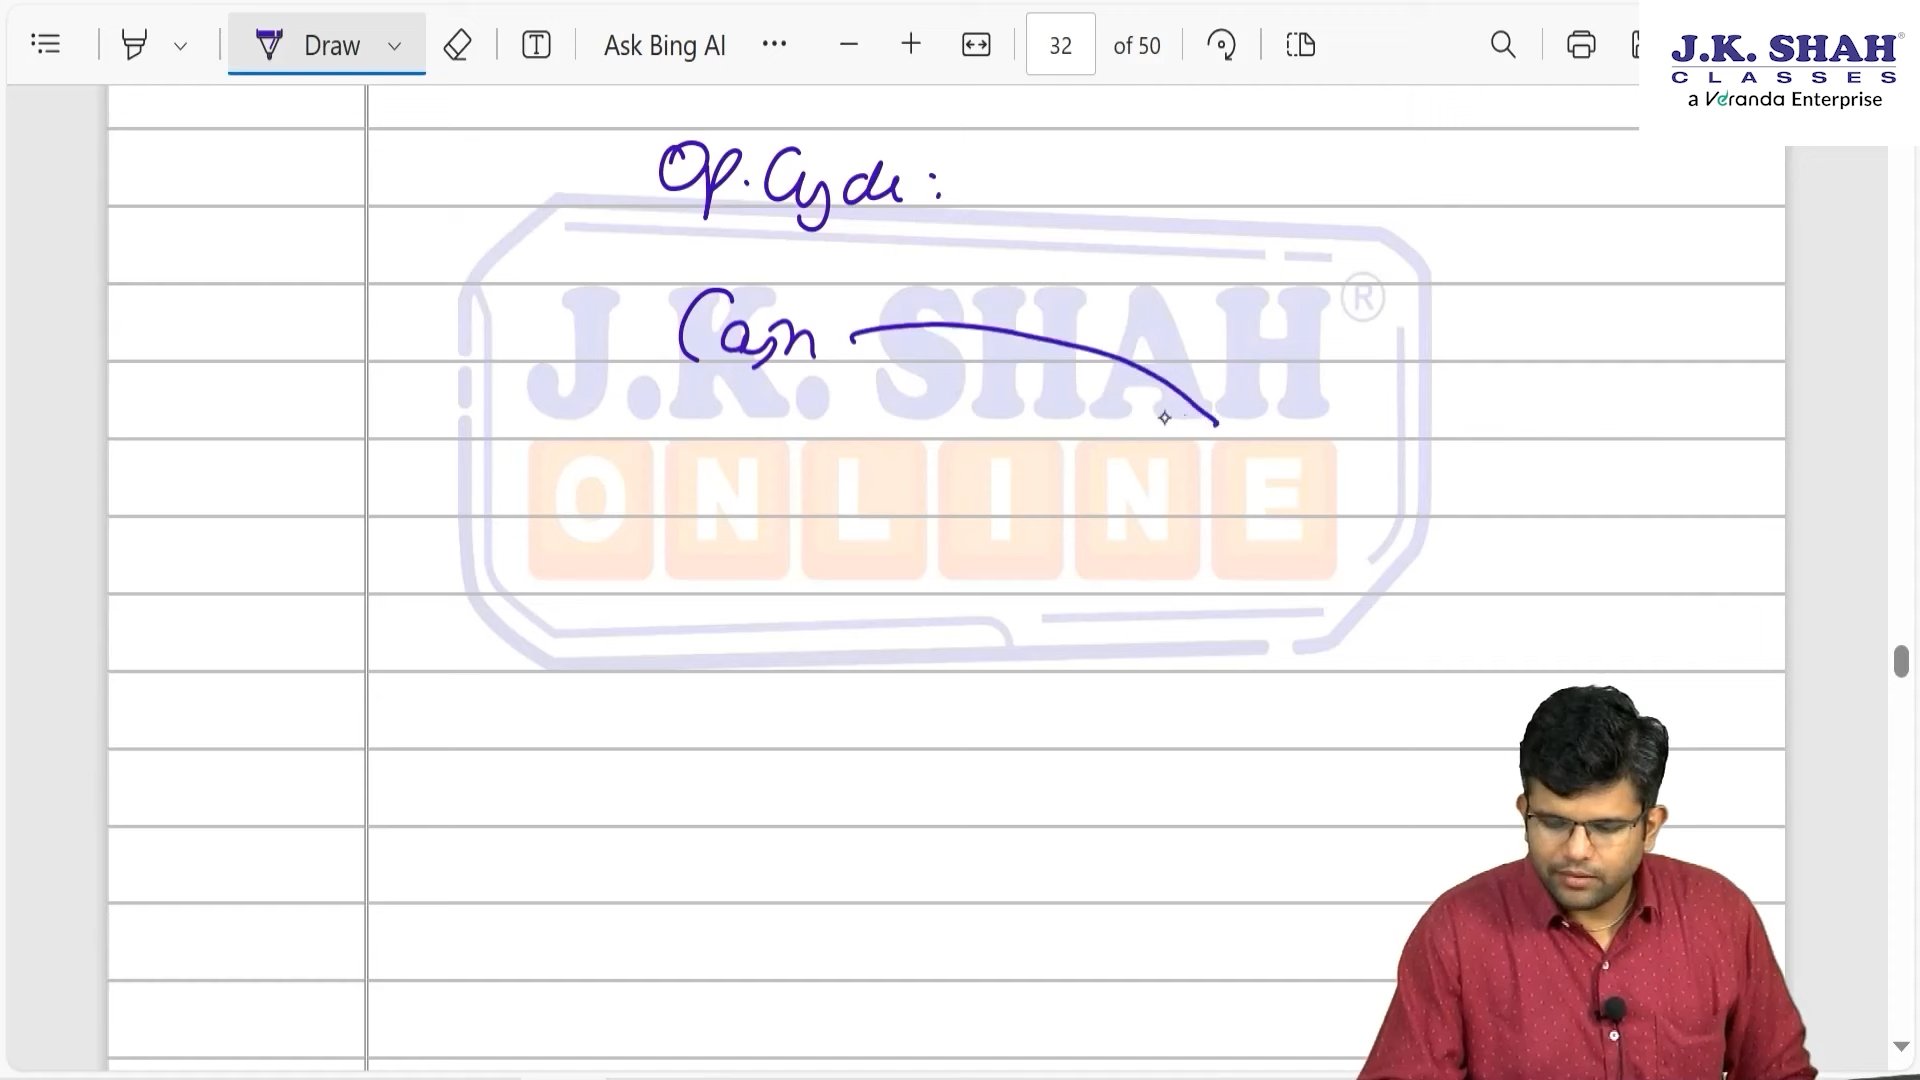 Draw
Ask Bing AI
32 of 50
J.K. SHAH®
CLASSES
a Veranda Enterprise
Op. Cycle:
Cash
J.K. SHAH®
ONLINE